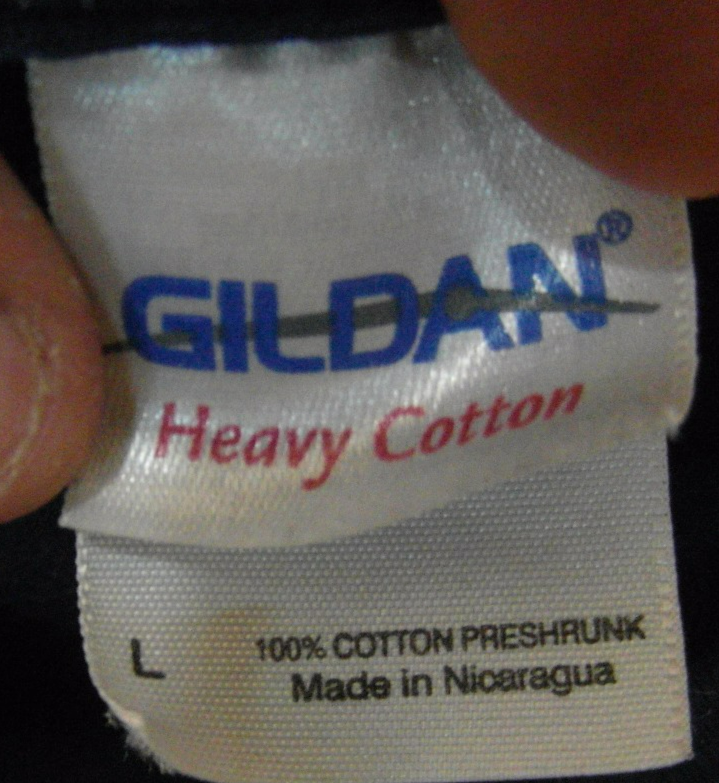 GILDAN®
Heavy Cotton
L
100% COTTON PRESHRUNK
Made in Nicaragua